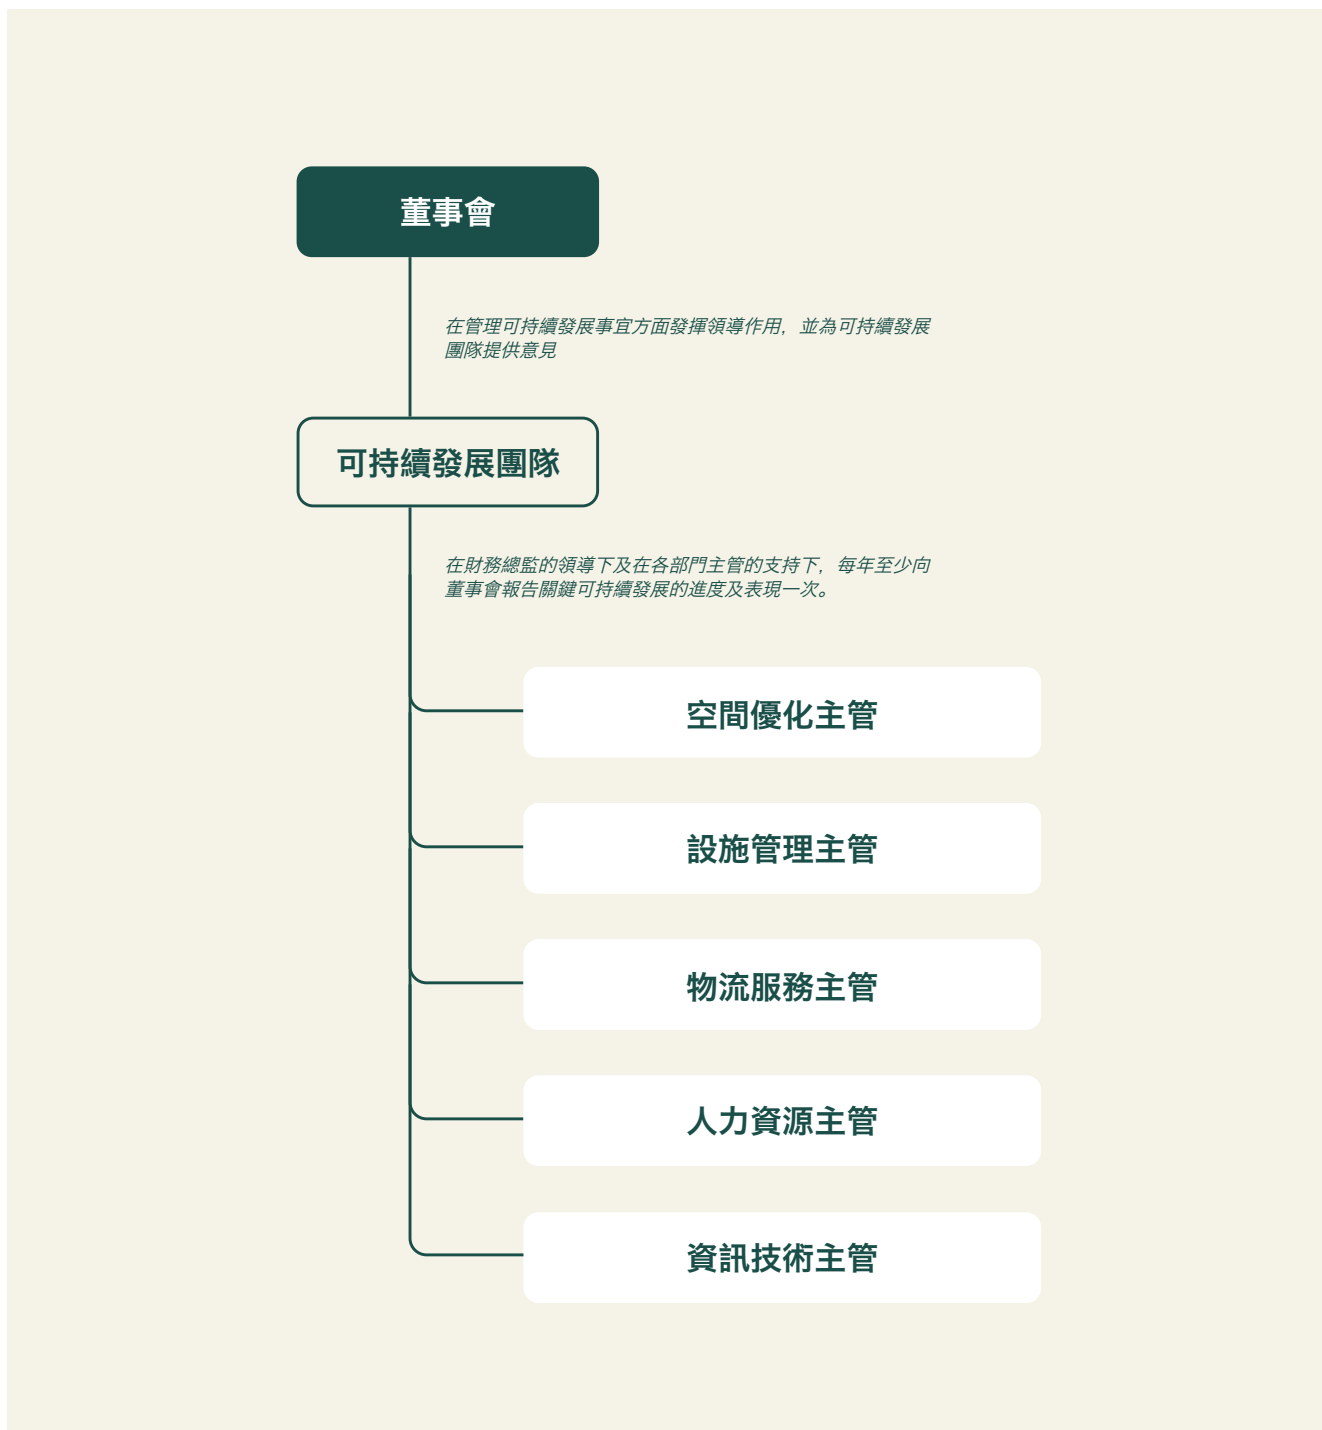 董事會
在管理可持續發展事宜方面發揮領導作用，並為可持續發展
團隊提供意見
可持續發展團隊
在財務總監的領導下及在各部門主管的支持下，每年至少向
董事會報告關鍵可持續發展的進度及表現一次。
空間優化主管
設施管理主管
物流服務主管
人力資源主管
資訊技術主管